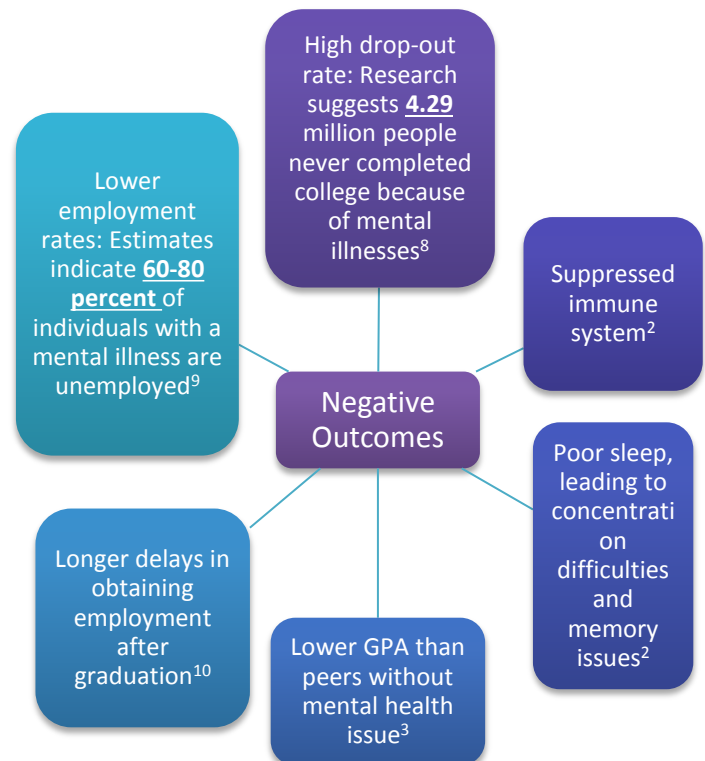 High drop-out
rate: Research
suggests 4.29
million people
never completed
college because
of mental
illnesses⁸
Lower
employment
rates: Estimates
indicate 60-80
percent of
individuals with a
mental illness are
unemployed⁹
Suppressed
immune
system²
Negative
Outcomes
Poor sleep,
leading to
concentrati
on
difficulties
and
memory
issues²
Longer delays in
obtaining
employment
after
graduation¹⁰
Lower GPA than
peers without
mental health
issue³